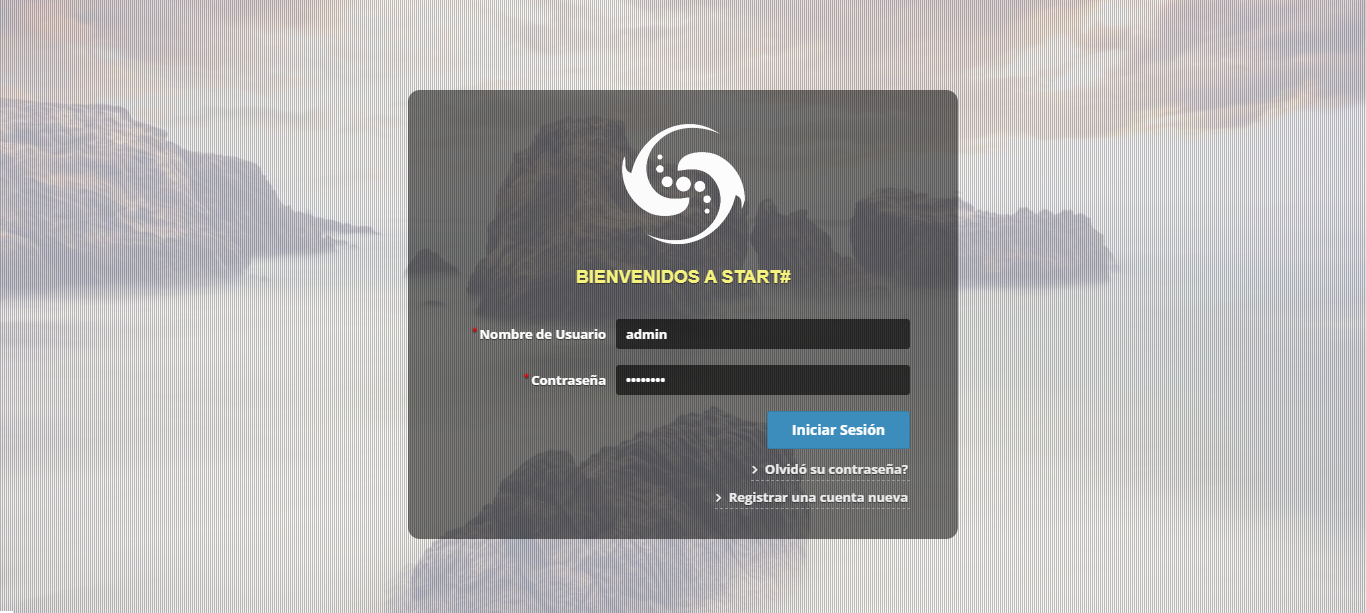 BIENVENIDOS A START#
*Nombre de Usuario admin
*Contraseña ••••••••
Iniciar Sesión
Olvidó su contraseña?
Registrar una cuenta nueva